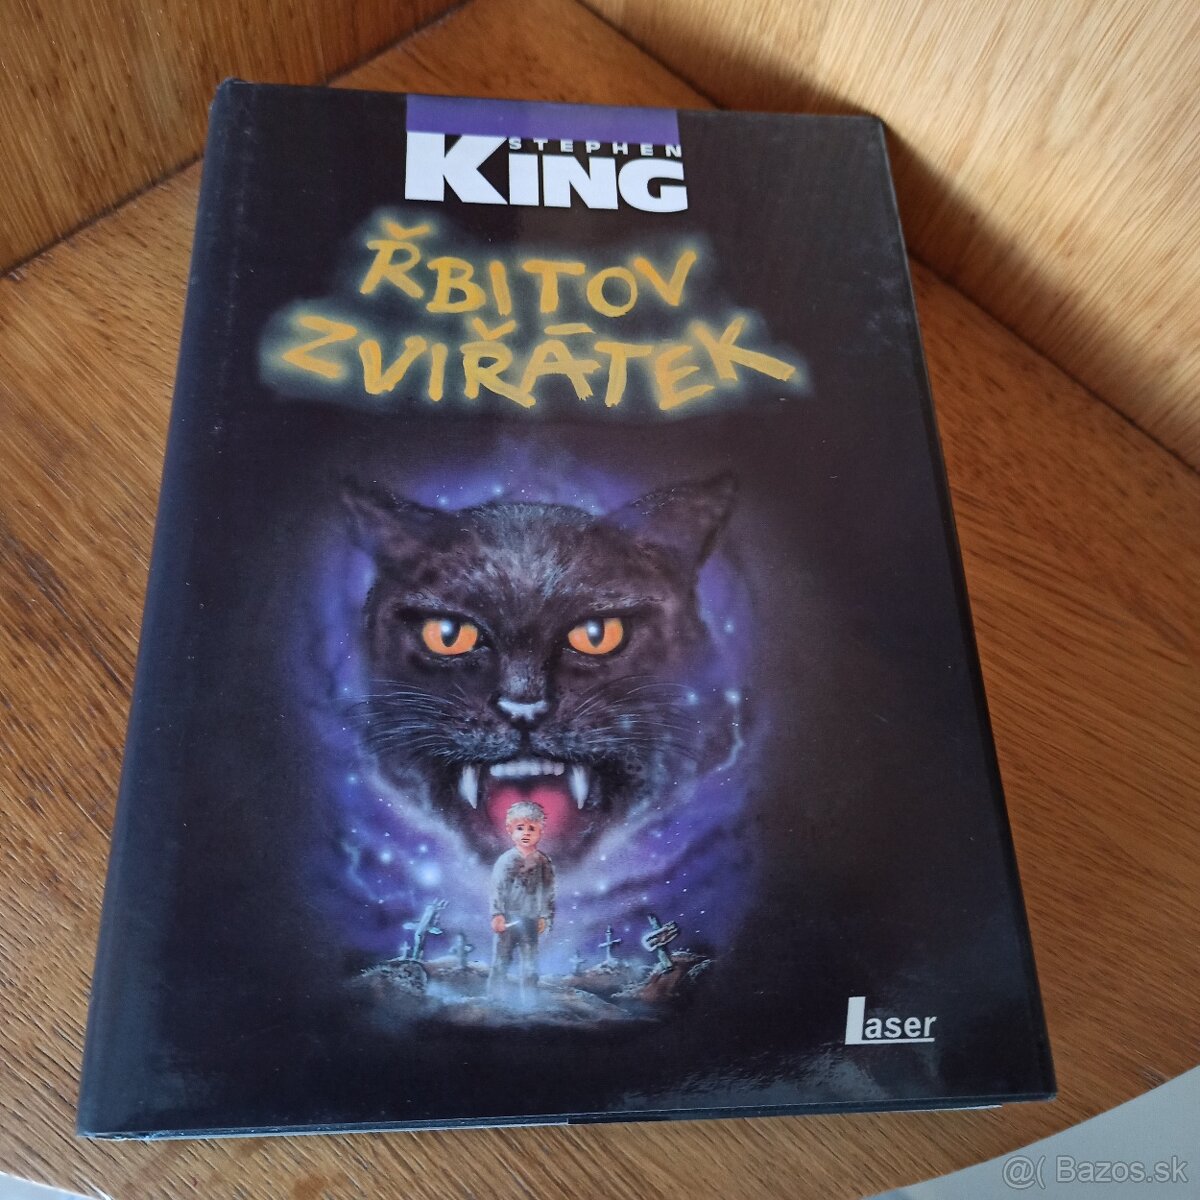 STEPHEN
KING
ŘBITOV
ZVIŘÁTEK
Laser
@( Bazos.sk